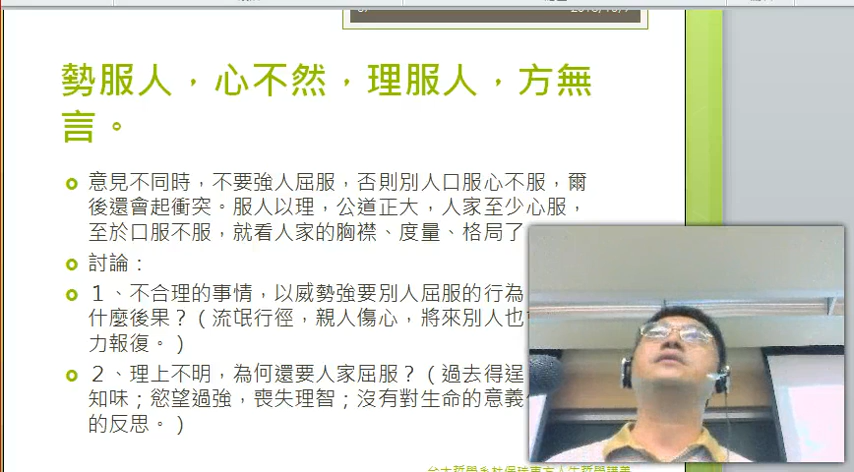 勢服人，心不然，理服人，方無
言。
意見不同時，不要強人屈服，否則別人口服心不服，爾
後還會起衝突。服人以理，公道正大，人家至少心服，
至於口服不服，就看人家的胸襟、度量、格局了
討論：
１、不合理的事情，以威勢強要別人屈服的行為
什麼後果？（流氓行徑，親人傷心，將來別人也
力報復。）
２、理上不明，為何還要人家屈服？（過去得逞
知味；慾望過強，喪失理智；沒有對生命的意義
的反思。）